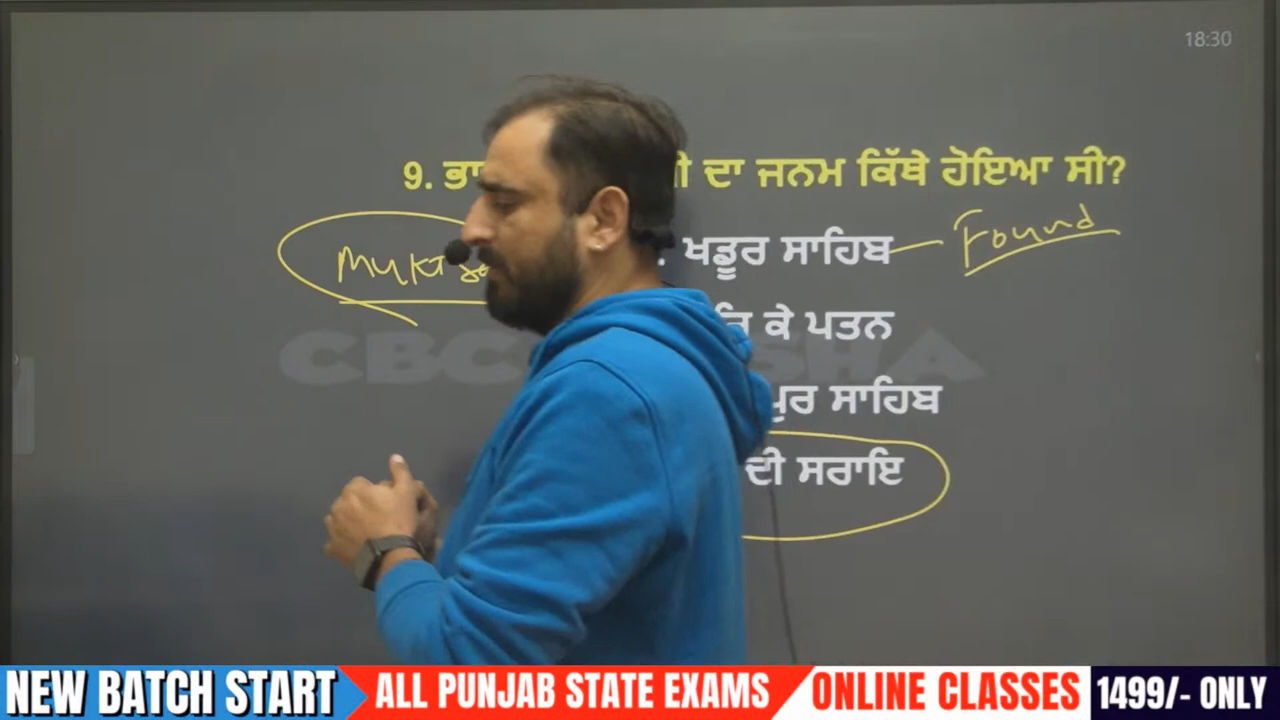 18:30
9. ਦਾ ਜਨਮ ਕਿੱਥੇ ਹੋਇਆ ਸੀ?
ਖਡੂਰ ਸਾਹਿਬ Found
ਕੇ ਪਤਨ
ਸਾਹਿਬ
ਦੀ ਸਰਾਇ
NEW BATCH START ALL PUNJAB STATE EXAMS ONLINE CLASSES 1499/- ONLY